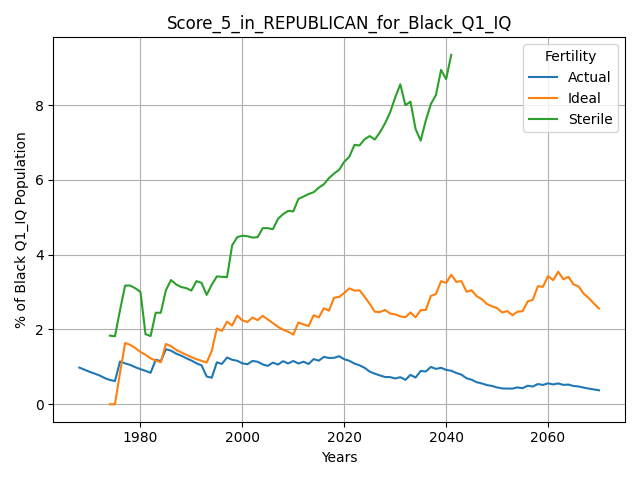 Score_5_in_REPUBLICAN_for_Black_Q1_IQ
% of Black Q1_IQ Population
8
6
4
2
0
Fertility
Actual
Ideal
Sterile
1980 2000 2020 2040 2060
Years